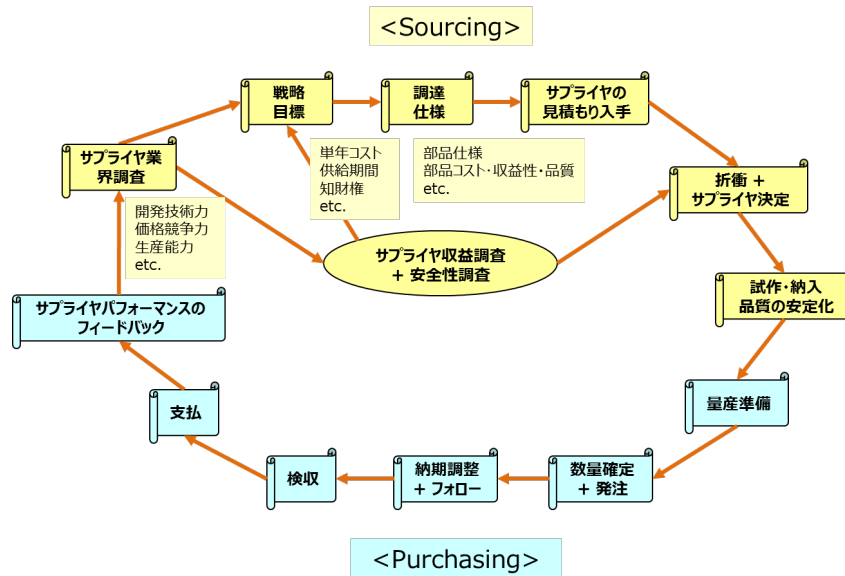 <Sourcing>
戦略
目標
調達
仕様
サプライヤの
見積もり入手
サプライヤ業
界調査
単年コスト
供給期間
知財権
etc.
部品仕様
部品コスト・収益性・品質
etc.
折衝 +
サプライヤ決定
開発技術力
価格競争力
生産能力
etc.
サプライヤ収益調査
+ 安全性調査
試作・納入
品質の安定化
サプライヤパフォーマンスの
フィードバック
量産準備
支払
検収
納期調整
+ フォロー
数量確定
+ 発注
<Purchasing>